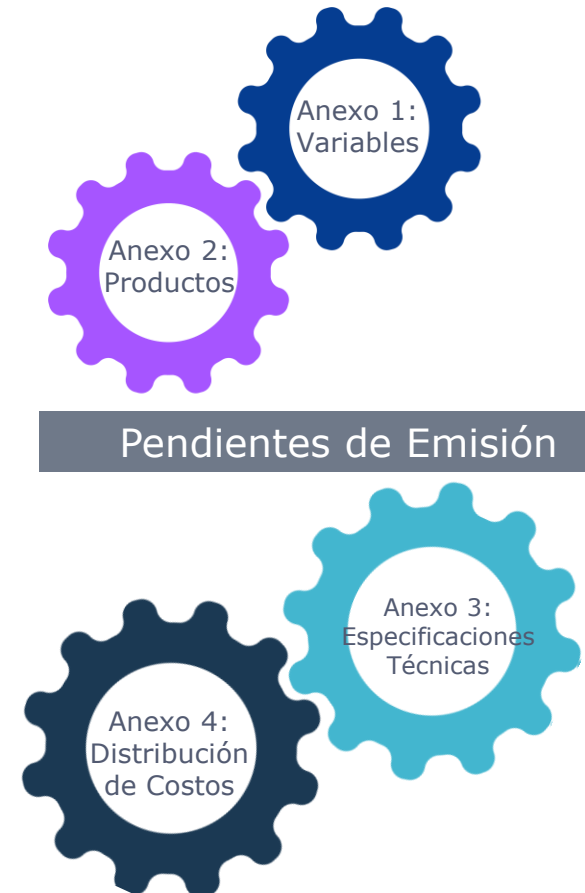 Anexo 1:
Variables
Anexo 2:
Productos
Pendientes de Emisión
Anexo 3:
Especificaciones
Técnicas
Anexo 4:
Distribución
de Costos